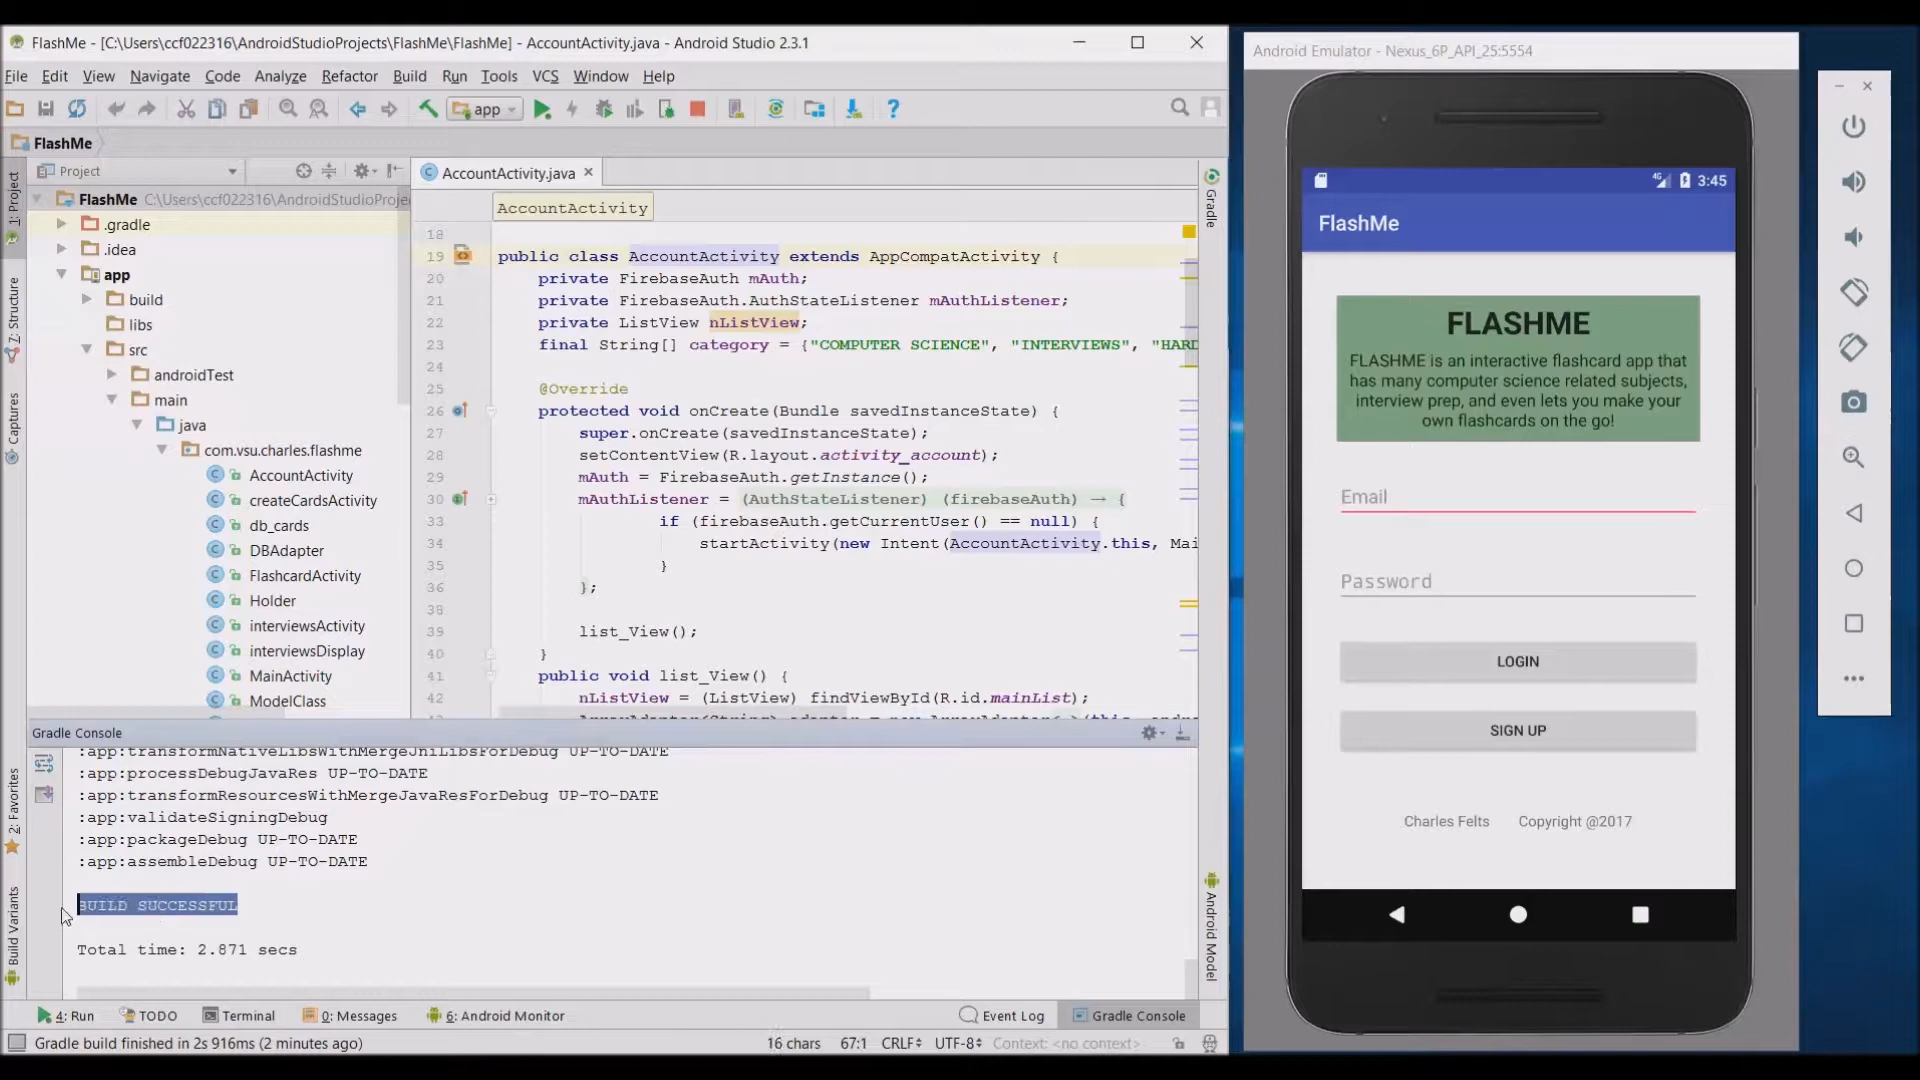 FlashMe - [C:\Users\ccf022316\AndroidStudioProjects\FlashMe\FlashMe] - AccountActivity.java - Android Studio 2.3.1
File Edit View Navigate Code Analyze Refactor Build Run Tools VCS Window Help
app
FlashMe
Project
AccountActivity.java
1: Project
Z: Structure
Captures
2: Favorites
Build Variants
FlashMe C:\Users\ccf022316\AndroidStudioProje
.gradle
.idea
app
build
libs
src
androidTest
main
java
com.vsu.charles.flashme
AccountActivity
createCardsActivity
db_cards
DBAdapter
FlashcardActivity
Holder
interviewsActivity
interviewsDisplay
MainActivity
ModelClass
AccountActivity
18
19 public class AccountActivity extends AppCompatActivity {
20 private FirebaseAuth mAuth;
21 private FirebaseAuth.AuthStateListener mAuthListener;
22 private ListView nListView;
23 final String[] category = {"COMPUTER SCIENCE", "INTERVIEWS", "HARD
24
25 @Override
26 protected void onCreate(Bundle savedInstanceState) {
27 super.onCreate(savedInstanceState);
28 setContentView(R.layout.activity_account);
29 mAuth = FirebaseAuth.getInstance();
30 mAuthListener = (AuthStateListener) (firebaseAuth) → {
33 if (firebaseAuth.getCurrentUser() == null) {
34 startActivity(new Intent(AccountActivity.this, Mai
35 }
36 };
38
39 list_View();
40 }
41 public void list_View() {
42 nListView = (ListView) findViewById(R.id.mainList);
Gradle
Android Model
Gradle Console
:app:transformNativeLibsWithMergeJniLibsForDebug UP-TO-DATE
:app:processDebugJavaRes UP-TO-DATE
:app:transformResourcesWithMergeJavaResForDebug UP-TO-DATE
:app:validateSigningDebug
:app:packageDebug UP-TO-DATE
:app:assembleDebug UP-TO-DATE
BUILD SUCCESSFUL
Total time: 2.871 secs
4: Run TODO Terminal 0: Messages 6: Android Monitor Event Log Gradle Console
Gradle build finished in 2s 916ms (2 minutes ago) 16 chars 67:1 CRLF UTF-8 Context: <no context>
Android Emulator - Nexus_6P_API_25:5554
4G 3:45
FlashMe
FLASHME
FLASHME is an interactive flashcard app that
has many computer science related subjects,
interview prep, and even lets you make your
own flashcards on the go!
Email
Password
LOGIN
SIGN UP
Charles Felts Copyright @2017